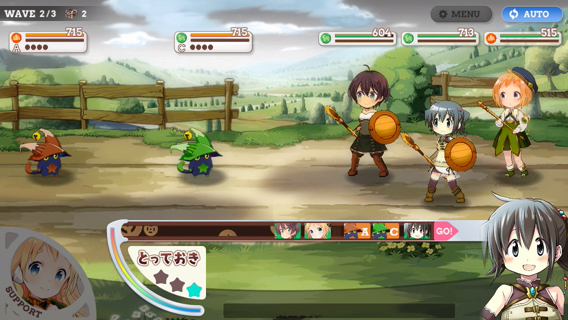 WAVE 2/3 2
MENU
AUTO
715
A
715
C
604
713
515
A
C
GO!
とっておき
SUPPORT